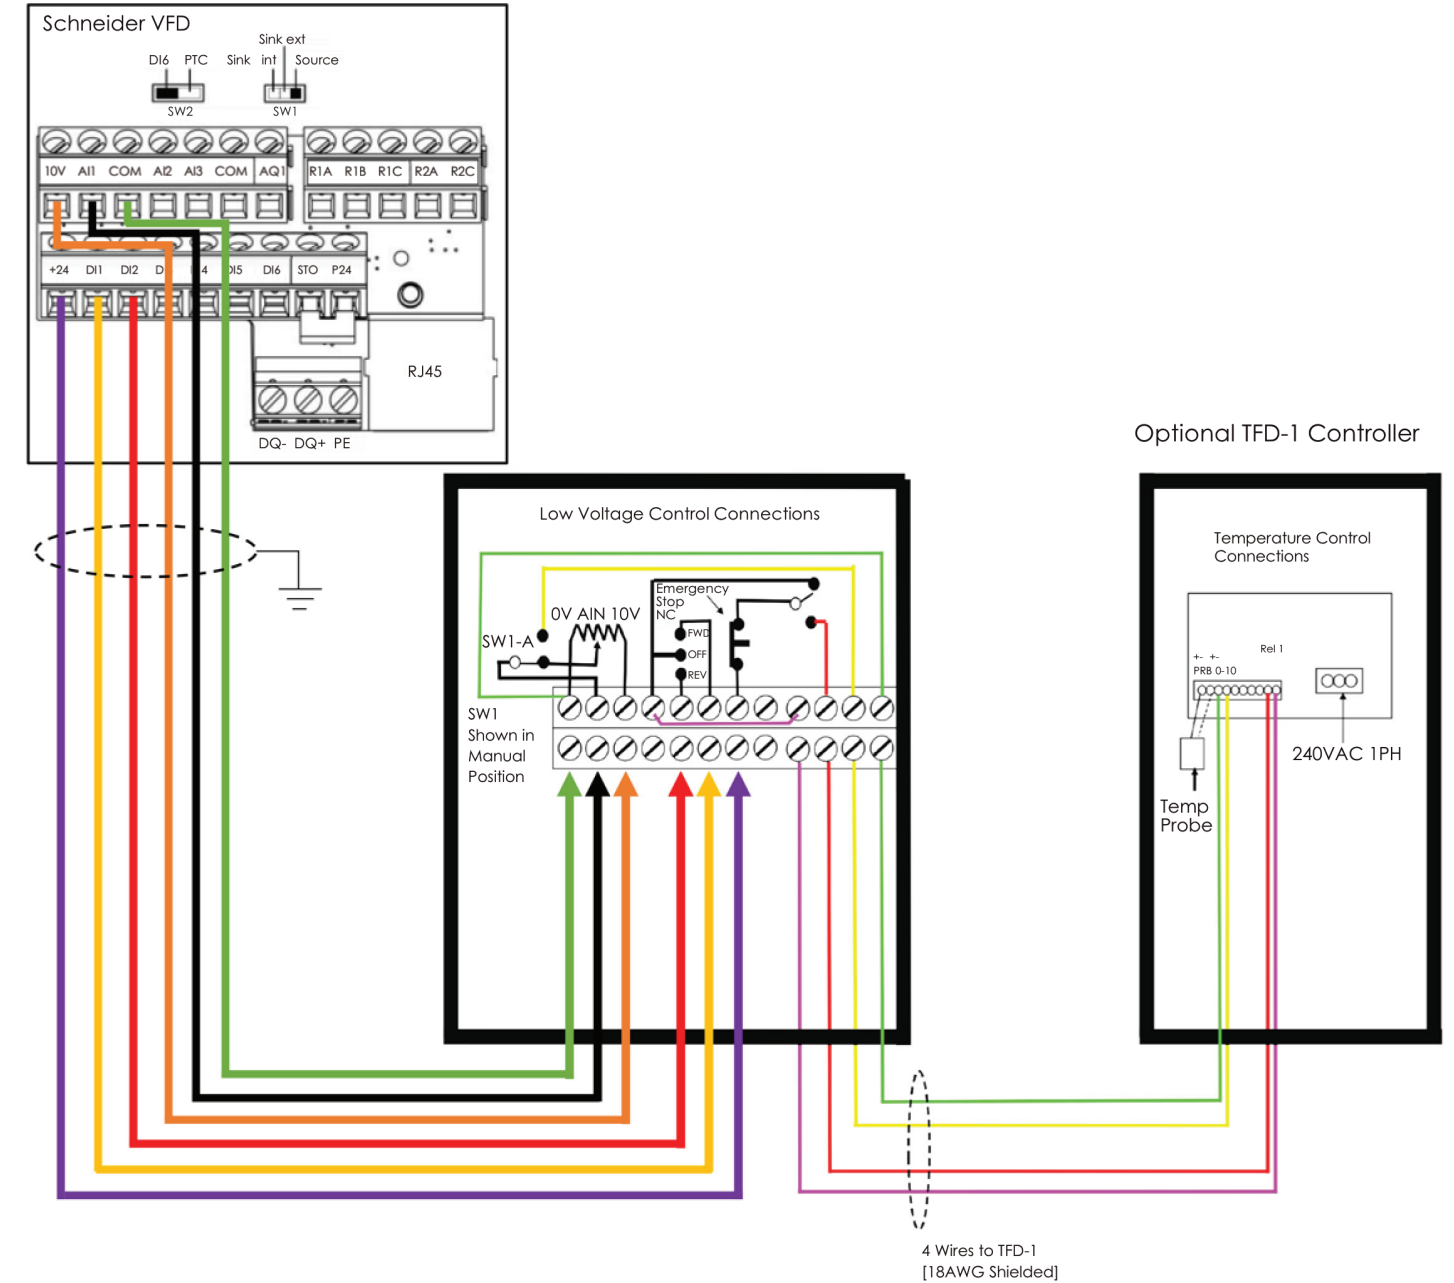 Schneider VFD
Sink ext
DI6 PTC Sink int Source
SW2 SW1
10V AI1 COM AI2 AI3 COM AQ1 R1A R1B R1C R2A R2C
+24 DI1 DI2 DI5 DI6 STO P24
RJ45
DQ- DQ+ PE
Low Voltage Control Connections
Emergency
Stop
NC
0V AIN 10V
SW1-A
FWD
OFF
REV
SW1
Shown in
Manual
Position
Optional TFD-1 Controller
Temperature Control
Connections
Rel 1
+- +-
PRB 0-10
240VAC 1PH
Temp
Probe
4 Wires to TFD-1
[18AWG Shielded]